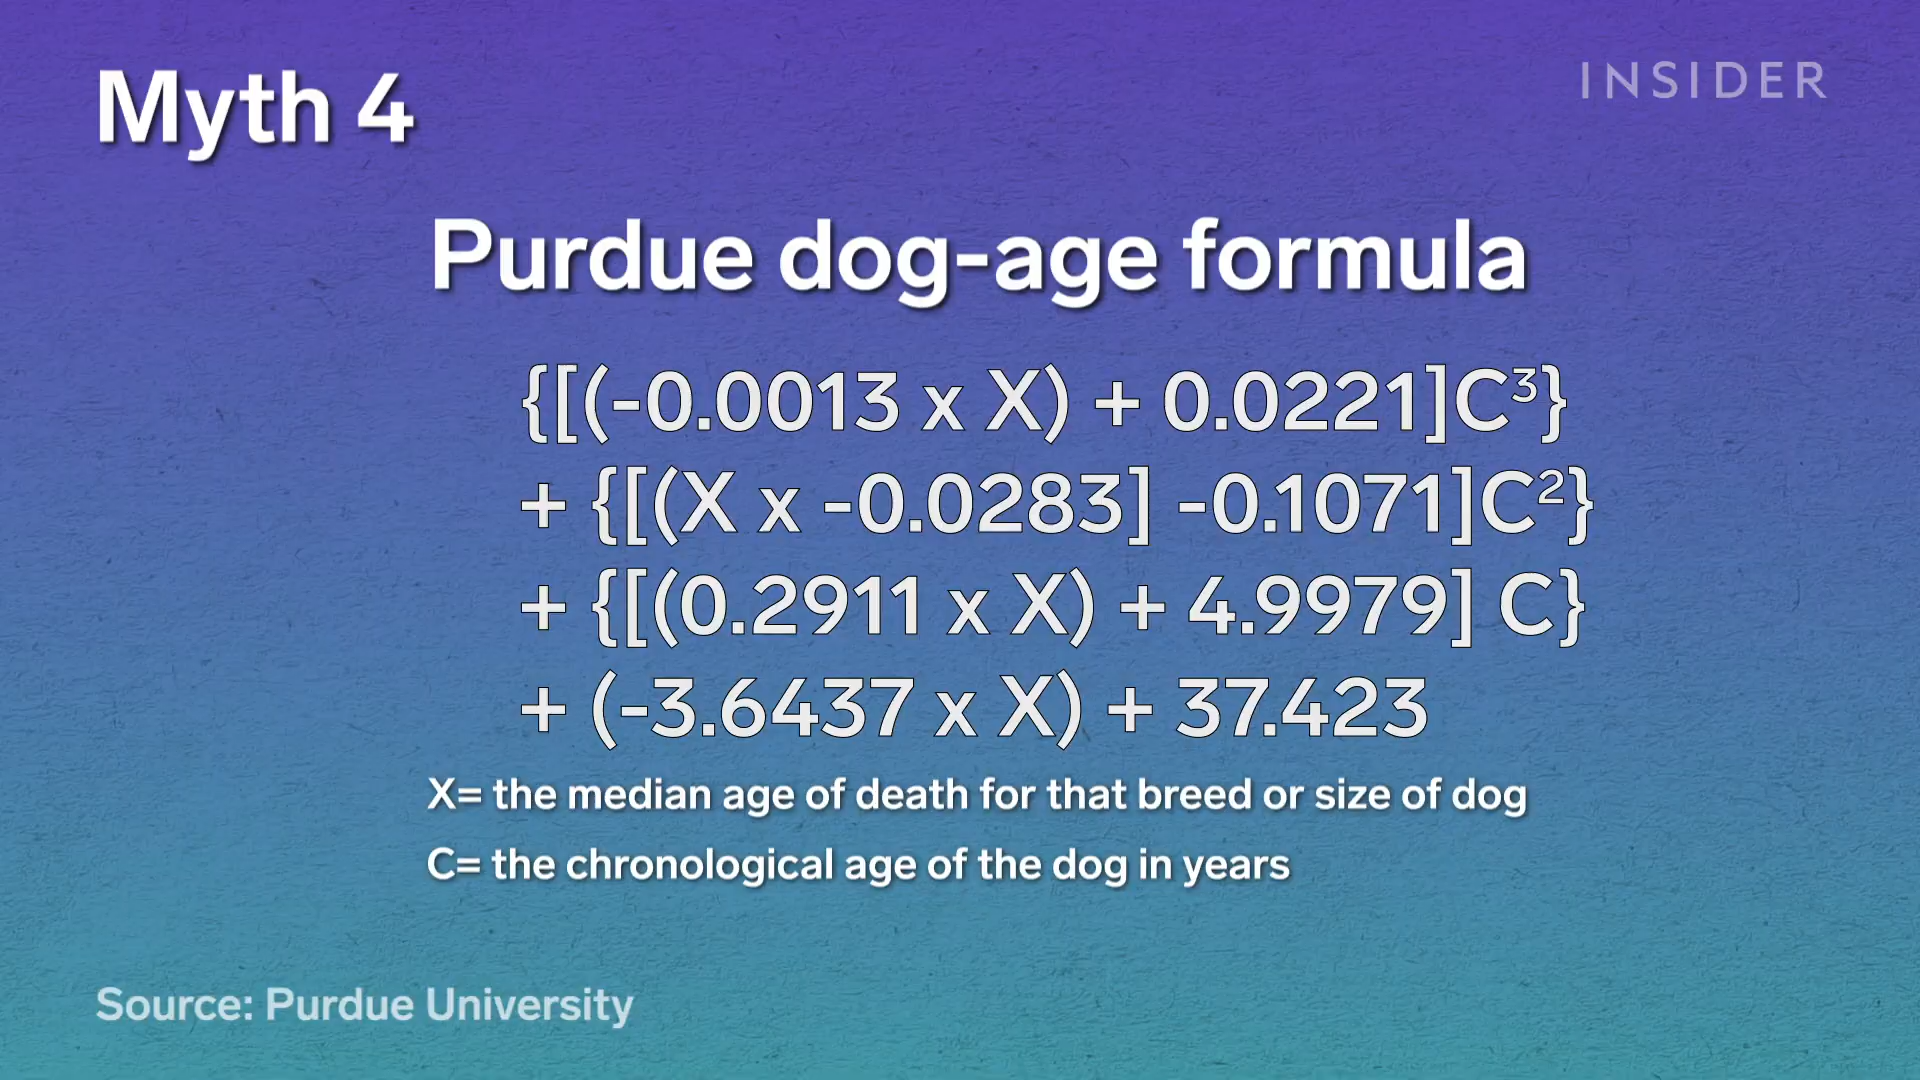 Myth 4
INSIDER
Purdue dog-age formula
{[(-0.0013 x X) + 0.0221]C³}
+ {[(X x -0.0283] -0.1071]C²}
+ {[(0.2911 x X) + 4.9979] C}
+ (-3.6437 x X) + 37.423
X= the median age of death for that breed or size of dog
C= the chronological age of the dog in years
Source: Purdue University